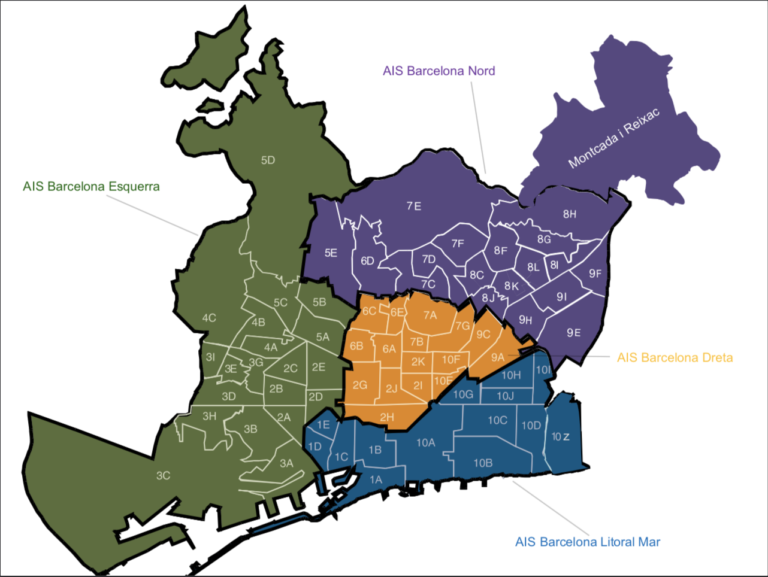 AIS Barcelona Nord
Montcada i Reixac
5D
AIS Barcelona Esquerra
7E
8H
8G
5E
6D
7F
8F
7D
8L
8I
9F
8C
7C
8K
8J
9I
5C
5B
4C
4B
6C
6E
7A
7G
9H
9C
9E
5A
4A
6B
6A
7B
3I
3G
3E
2C
2E
2K
10F
9A
AIS Barcelona Dreta
10H
10I
3D
2B
2D
2G
2J
2I
10E
10G
10J
3H
2A
2H
3B
1E
10C
10D
1D
1B
10A
10 z
1C
3A
10B
3C
1A
AIS Barcelona Litoral Mar